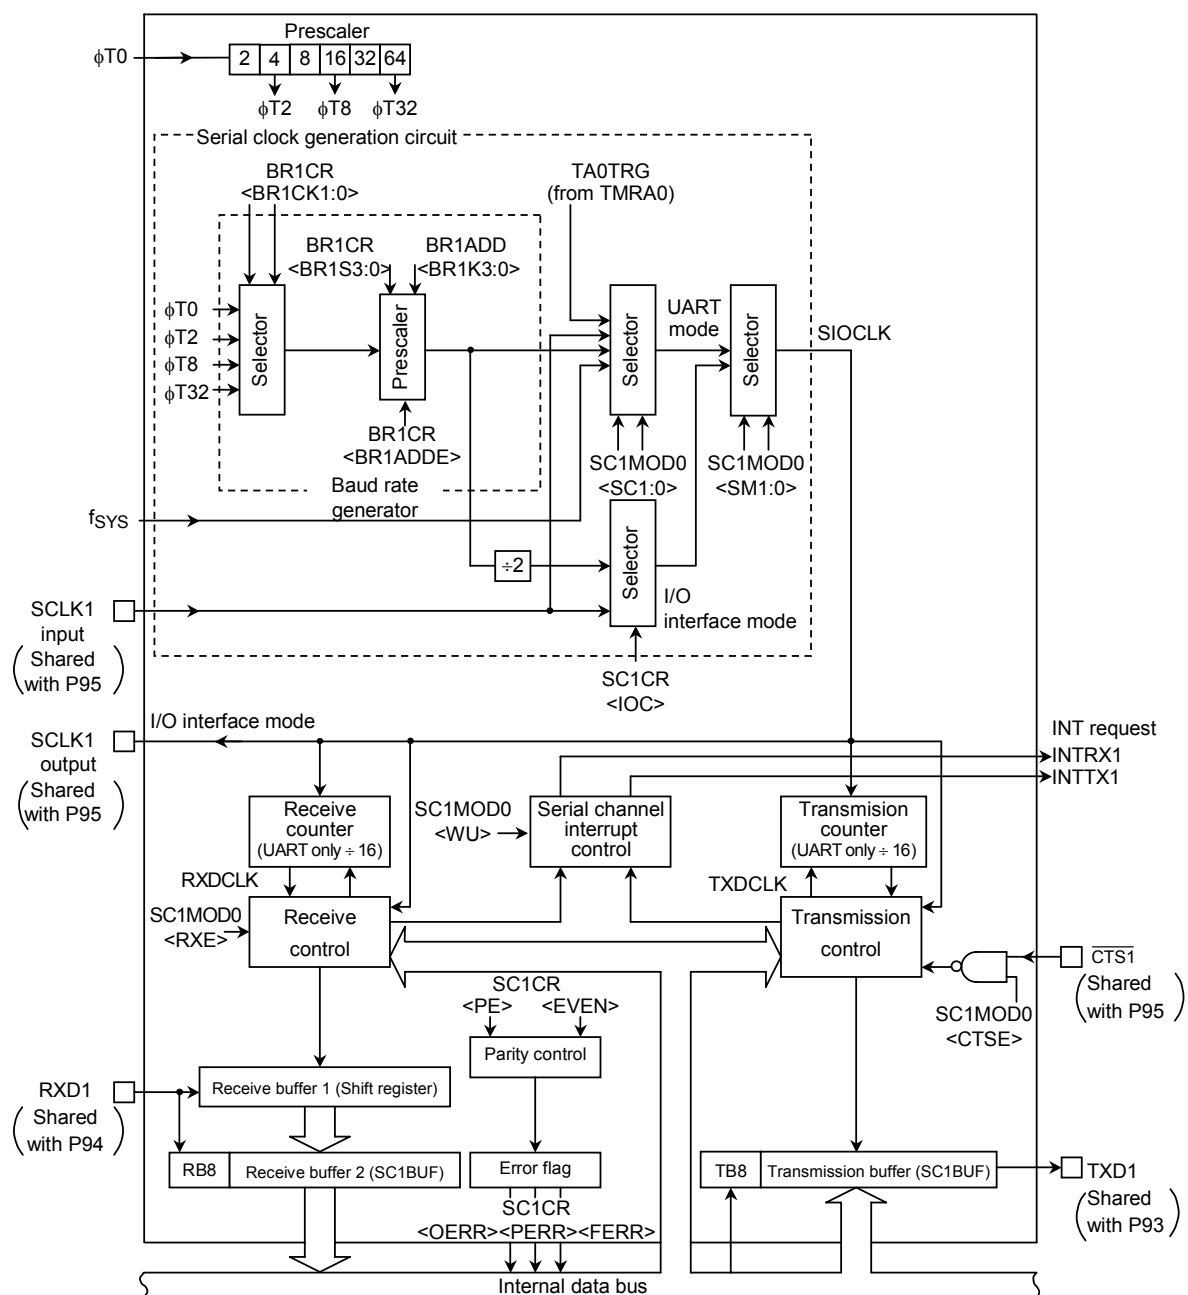 Prescaler
ϕT0
2 4 8 16 32 64
ϕT2 ϕT8 ϕT32
Serial clock generation circuit
BR1CR
<BR1CK1:0>
TA0TRG
(from TMRA0)
BR1CR
<BR1S3:0>
BR1ADD
<BR1K3:0>
ϕT0
ϕT2
ϕT8
ϕT32
Selector
Prescaler
Selector
UART
mode
Selector
SIOCLK
BR1CR
<BR1ADDE>
SC1MOD0
<SC1:0>
SC1MOD0
<SM1:0>
Baud rate
generator
fSYS
÷2
Selector
I/O
interface mode
SCLK1
input
(Shared
with P95)
SC1CR
<IOC>
I/O interface mode
SCLK1
output
(Shared
with P95)
INT request
INTRX1
INTTX1
Receive
counter
(UART only ÷ 16)
SC1MOD0
<WU>
Serial channel
interrupt
control
Transmision
counter
(UART only ÷ 16)
RXDCLK
TXDCLK
SC1MOD0
<RXE>
Receive
control
Transmission
control
CTS1
(Shared
with P95)
SC1MOD0
<CTSE>
SC1CR
<PE> <EVEN>
Parity control
RXD1
(Shared
with P94)
Receive buffer 1 (Shift register)
RB8 Receive buffer 2 (SC1BUF)
Error flag
TB8 Transmission buffer (SC1BUF)
TXD1
(Shared
with P93)
SC1CR
<OERR><PERR><FERR>
Internal data bus